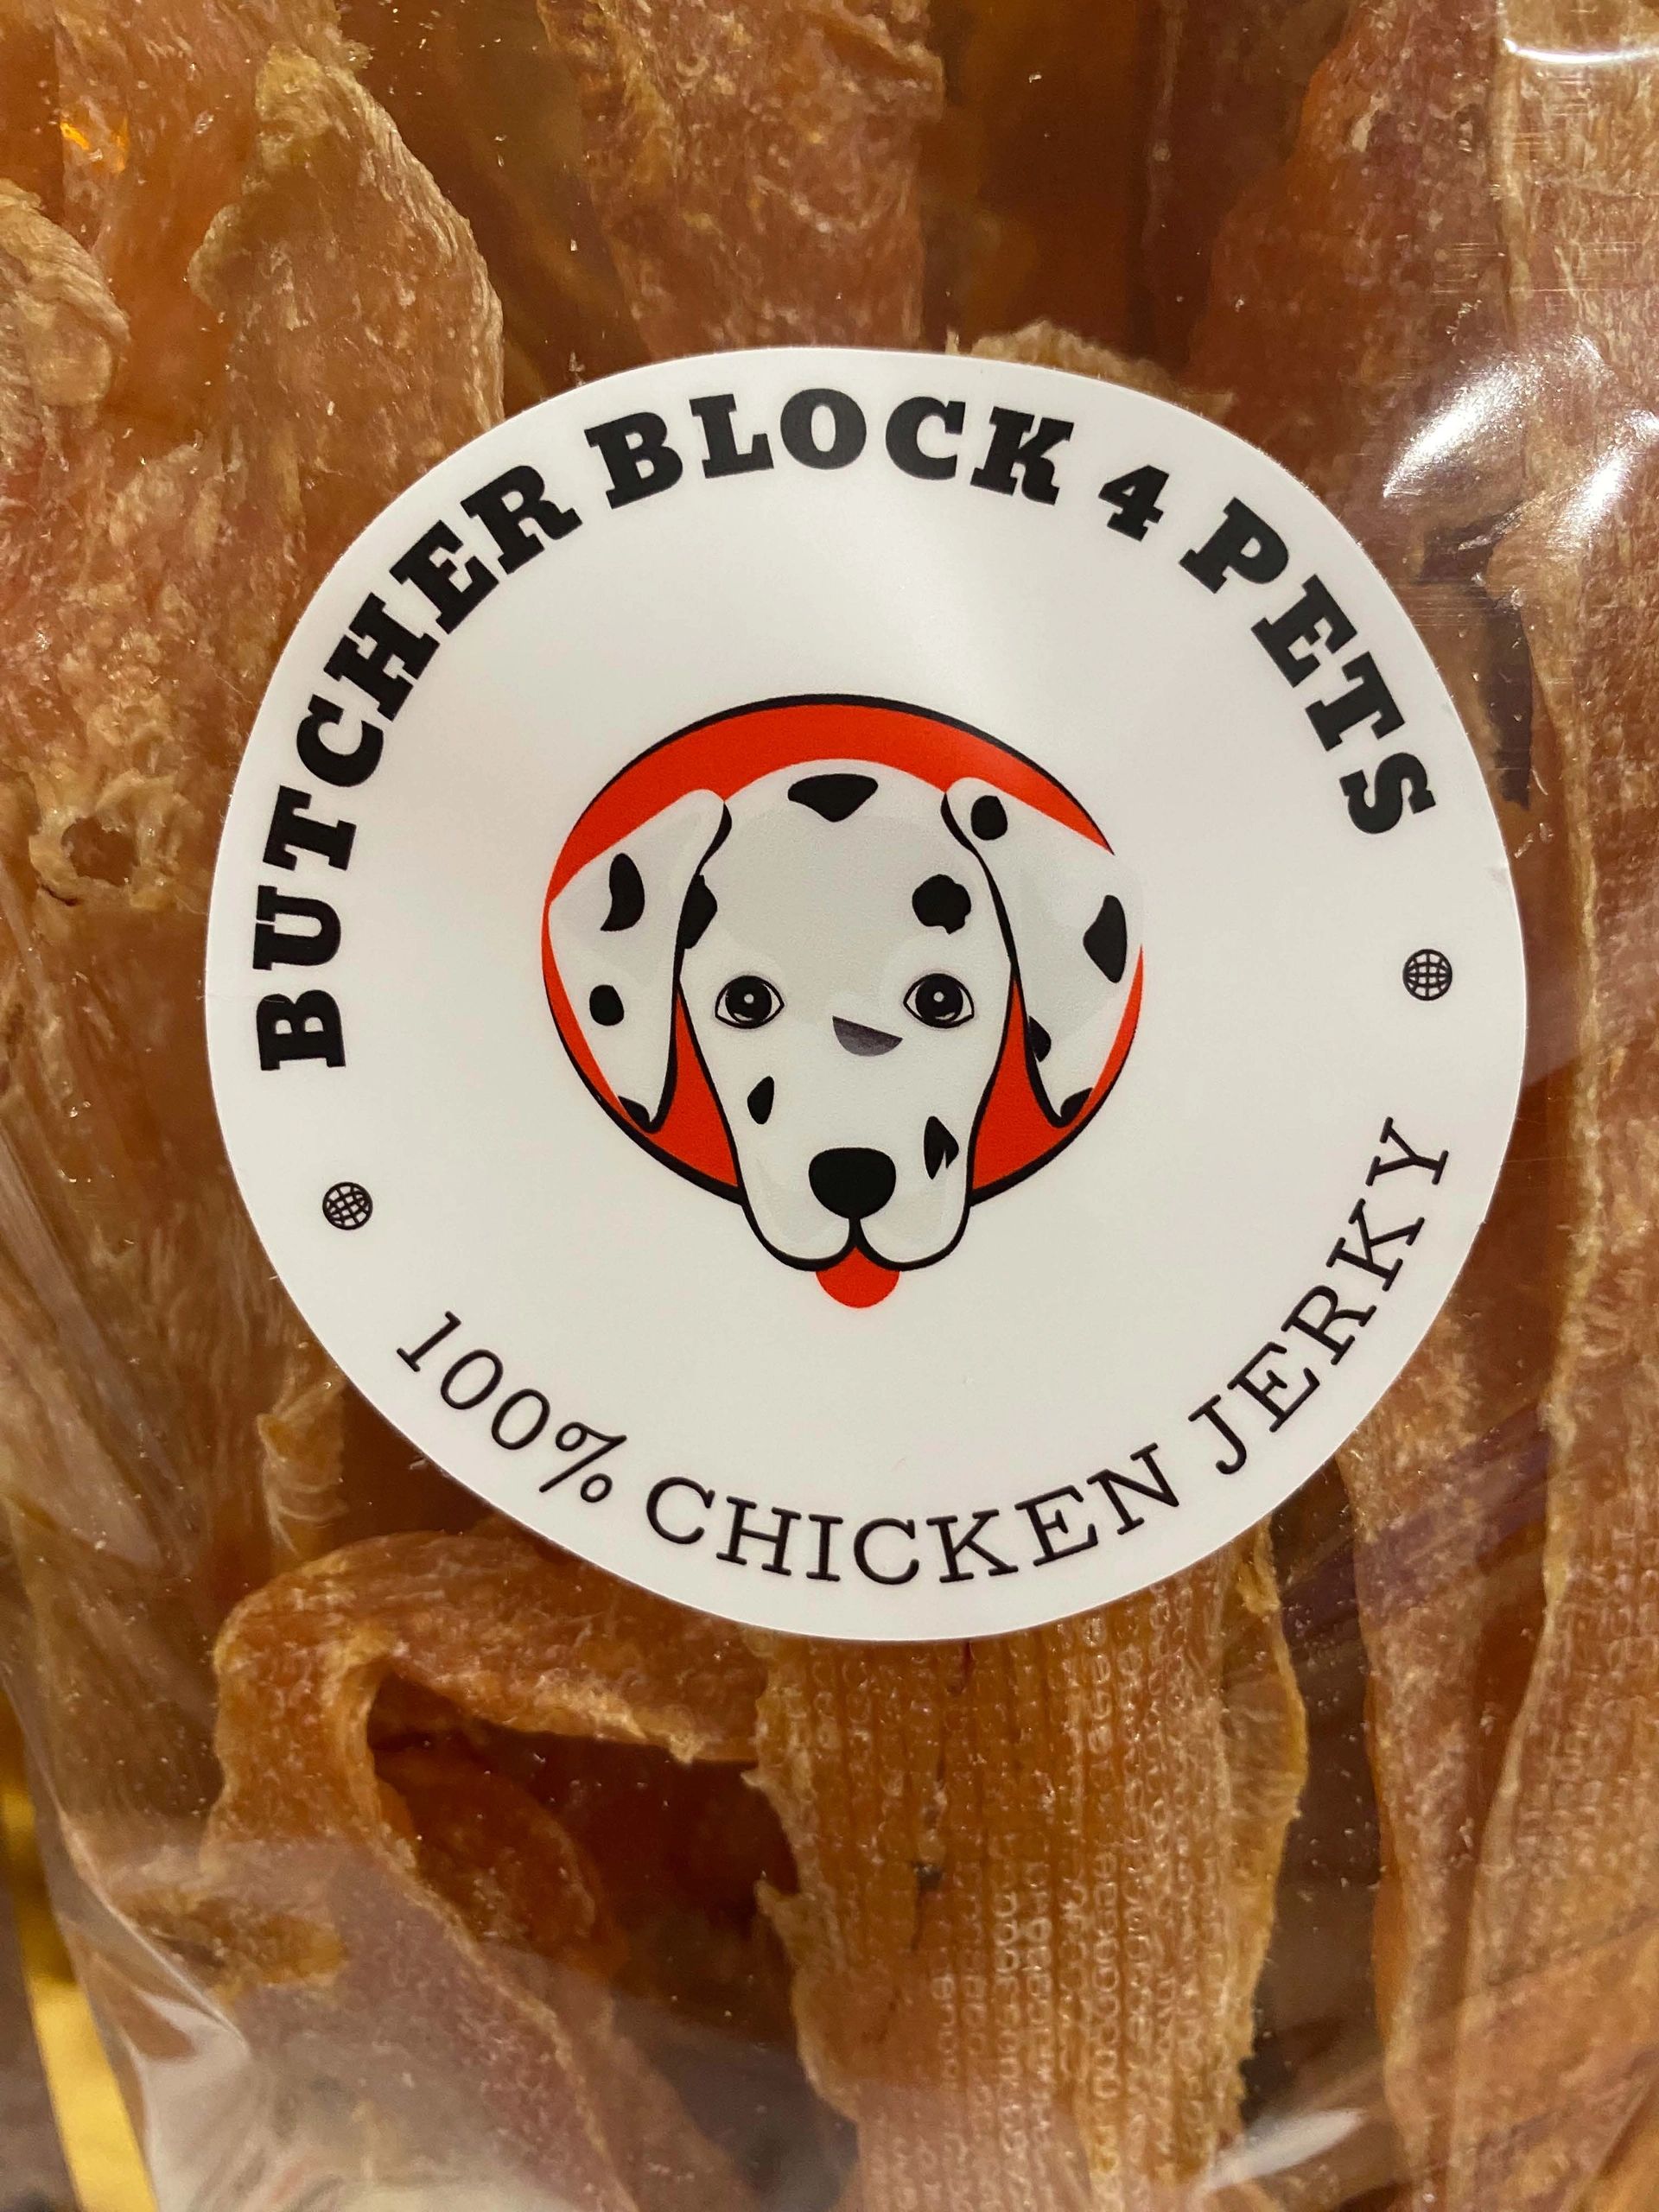 BUTCHER BLOCK 4 PETS
100% CHICKEN JERKY